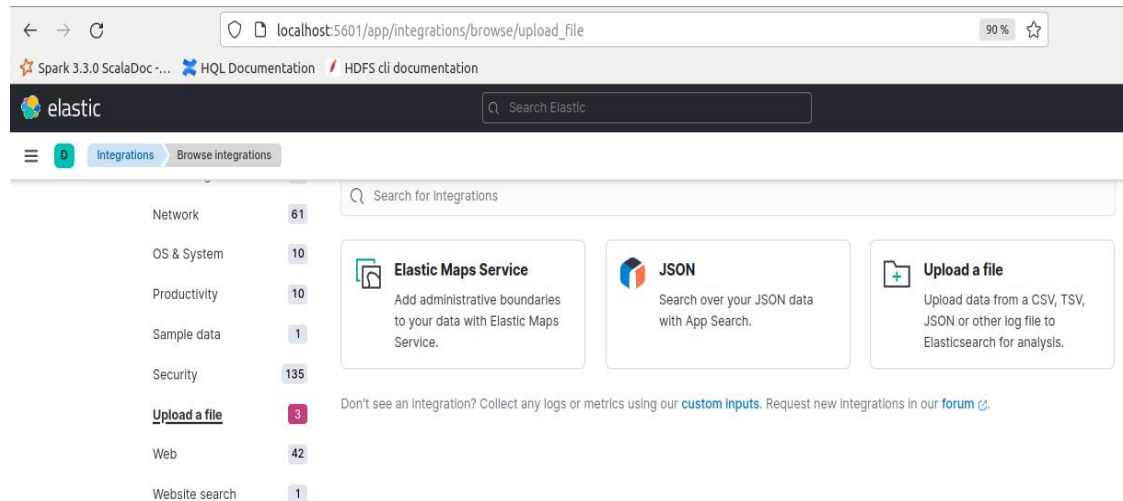 localhost:5601/app/integrations/browse/upload_file
90 %
Spark 3.3.0 ScalaDoc -...
HQL Documentation
HDFS cli documentation
elastic
Search Elastic
D
Integrations
Browse integrations
Search for integrations
Network 61
OS & System 10
Productivity 10
Sample data 1
Security 135
Upload a file 3
Web 42
Website search 1
Elastic Maps Service
Add administrative boundaries
to your data with Elastic Maps
Service.
JSON
Search over your JSON data
with App Search.
Upload a file
Upload data from a CSV, TSV,
JSON or other log file to
Elasticsearch for analysis.
Don't see an integration? Collect any logs or metrics using our custom inputs. Request new integrations in our forum.